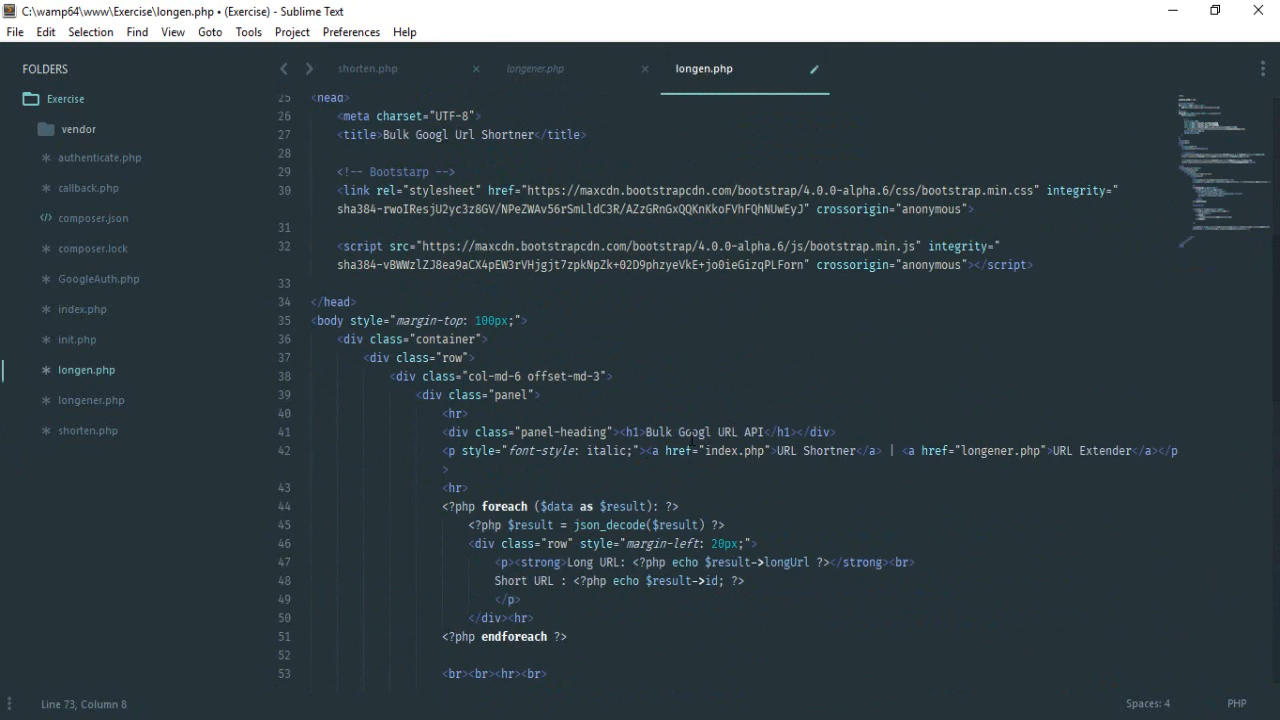 C:\wamp64\www\Exercise\longen.php • (Exercise) - Sublime Text
File Edit Selection Find View Goto Tools Project Preferences Help
FOLDERS
Exercise
vendor
authenticate.php
callback.php
composer.json
composer.lock
GoogleAuth.php
index.php
init.php
longen.php
longener.php
shorten.php
shorten.php longener.php longen.php
25 <head>
26 <meta charset="UTF-8">
27 <title>Bulk Googl Url Shortner</title>
28
29 <!-- Bootstarp -->
30 <link rel="stylesheet" href="https://maxcdn.bootstrapcdn.com/bootstrap/4.0.0-alpha.6/css/bootstrap.min.css" integrity="
sha384-rwoIResjU2yc3z8GV/NPeZWAv56rSmLldC3R/AZzGRnGxQQKnKkoFVhFQhNUwEyJ" crossorigin="anonymous">
31
32 <script src="https://maxcdn.bootstrapcdn.com/bootstrap/4.0.0-alpha.6/js/bootstrap.min.js" integrity="
sha384-vBWWzlZJ8ea9aCX4pEW3rVHjgjt7zpkNpZk+02D9phzyeVkE+jo0ieGizqPLForn" crossorigin="anonymous"></script>
33
34 </head>
35 <body style="margin-top: 100px;">
36 <div class="container">
37 <div class="row">
38 <div class="col-md-6 offset-md-3">
39 <div class="panel">
40 <hr>
41 <div class="panel-heading"><h1>Bulk Googl URL API</h1></div>
42 <p style="font-style: italic;"><a href="index.php">URL Shortner</a> | <a href="longener.php">URL Extender</a></p
>
43 <hr>
44 <?php foreach ($data as $result): ?>
45 <?php $result = json_decode($result) ?>
46 <div class="row" style="margin-left: 20px;">
47 <p><strong>Long URL: <?php echo $result->longUrl ?></strong><br>
48 Short URL : <?php echo $result->id; ?>
49 </p>
50 </div><hr>
51 <?php endforeach ?>
52
53 <br><br><hr><br>
Line 73, Column 8
Spaces: 4 PHP